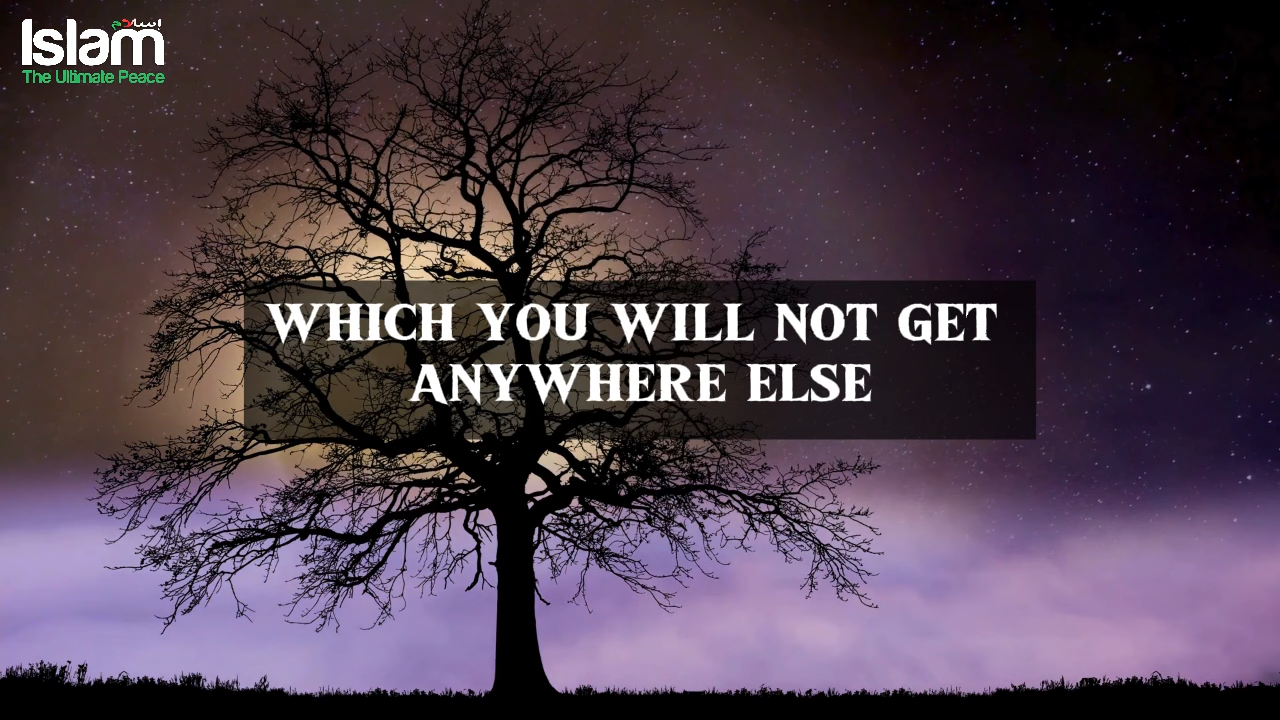 اسلام
Islam
The Ultimate Peace
WHICH YOU WILL NOT GET
ANYWHERE ELSE